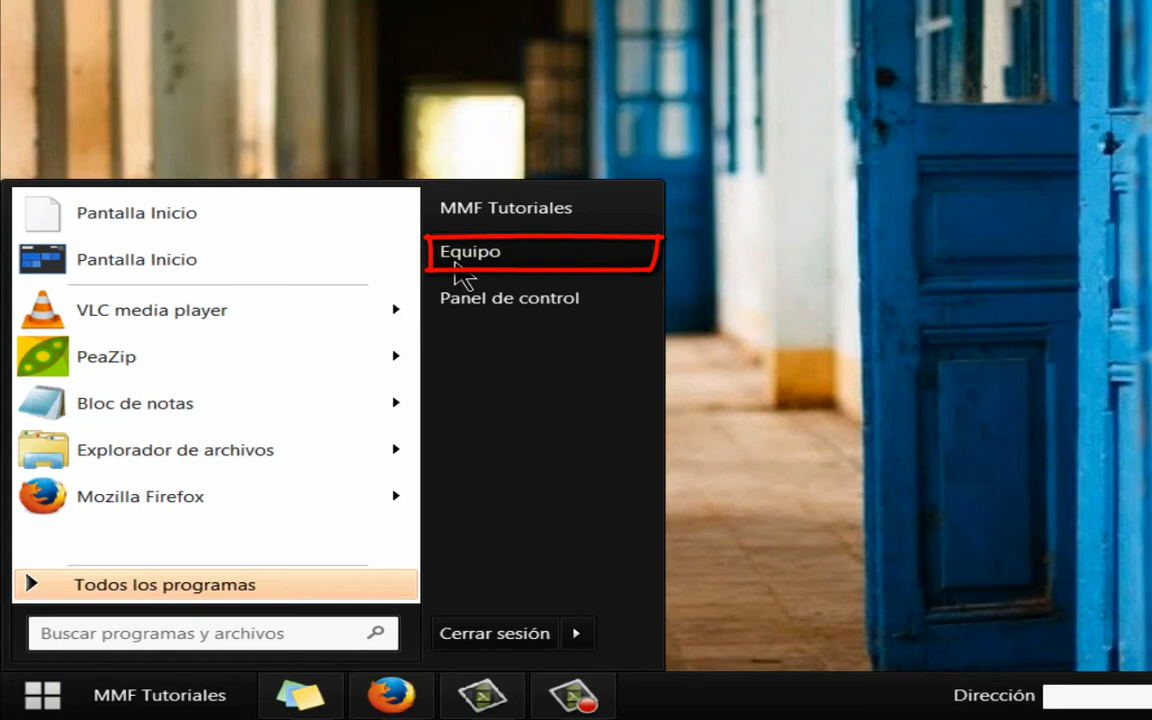 Pantalla Inicio
Pantalla Inicio
VLC media player
PeaZip
Bloc de notas
Explorador de archivos
Mozilla Firefox
Todos los programas
Buscar programas y archivos
MMF Tutoriales
Equipo
Panel de control
Cerrar sesión
MMF Tutoriales
Dirección